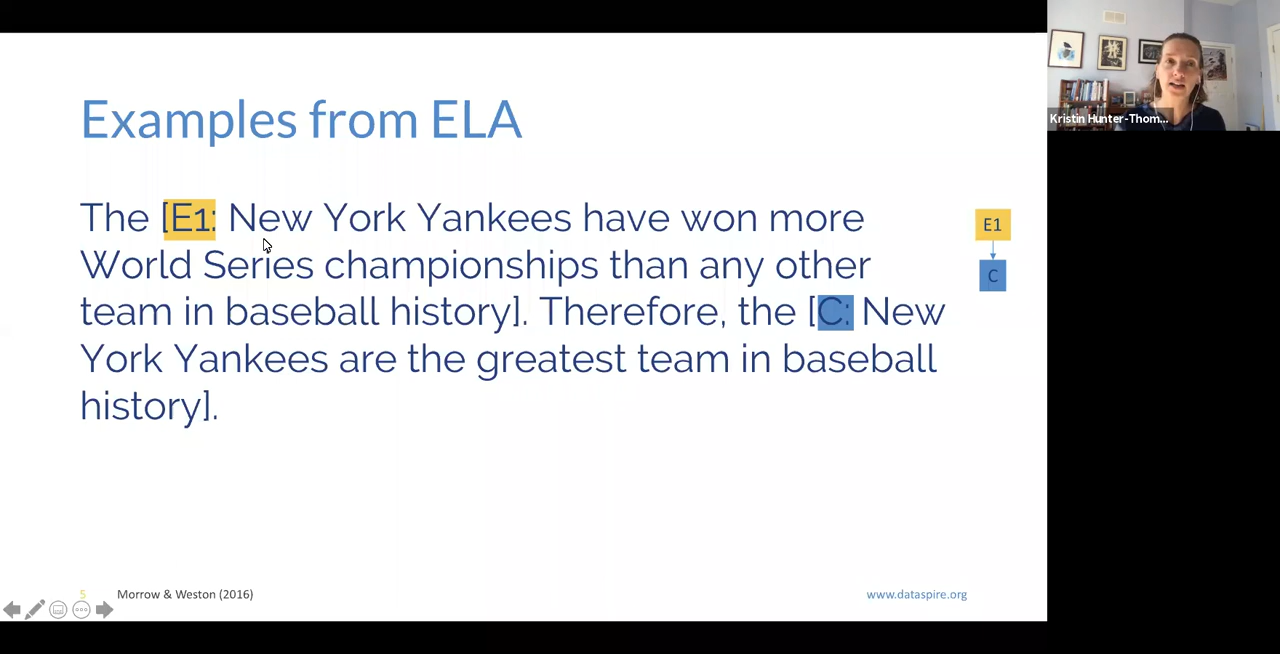 Examples from ELA
The [E1: New York Yankees have won more
World Series championships than any other
team in baseball history]. Therefore, the [C: New
York Yankees are the greatest team in baseball
history].
E1
C
5
Morrow & Weston (2016)
www.dataspire.org
Kristin Hunter-Thom...